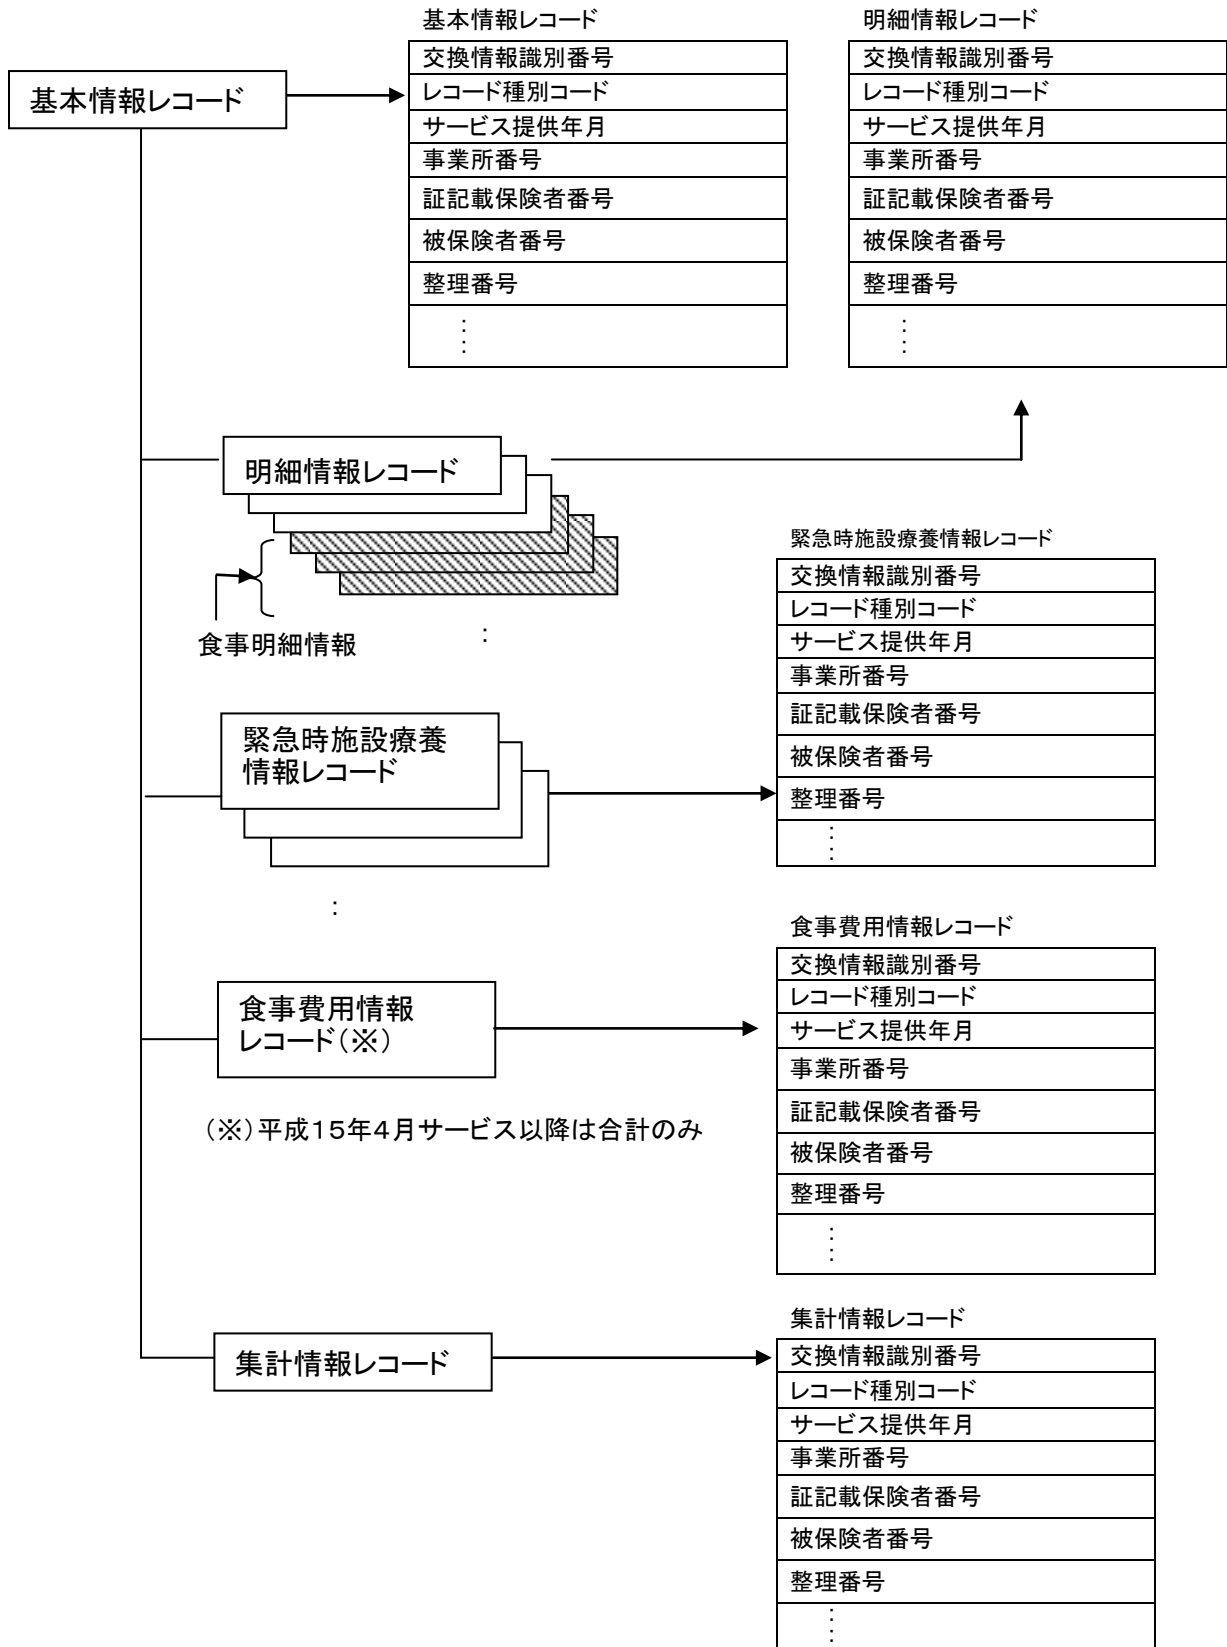 基本情報レコード
基本情報レコード
交換情報識別番号
レコード種別コード
サービス提供年月
事業所番号
証記載保険者番号
被保険者番号
整理番号
:
:
明細情報レコード
交換情報識別番号
レコード種別コード
サービス提供年月
事業所番号
証記載保険者番号
被保険者番号
整理番号
:
:
明細情報レコード
食事明細情報
:
緊急時施設療養
情報レコード
:
緊急時施設療養情報レコード
交換情報識別番号
レコード種別コード
サービス提供年月
事業所番号
証記載保険者番号
被保険者番号
整理番号
:
:
食事費用情報
レコード(※)
(※)平成15年4月サービス以降は合計のみ
食事費用情報レコード
交換情報識別番号
レコード種別コード
サービス提供年月
事業所番号
証記載保険者番号
被保険者番号
整理番号
:
:
集計情報レコード
集計情報レコード
交換情報識別番号
レコード種別コード
サービス提供年月
事業所番号
証記載保険者番号
被保険者番号
整理番号
:
: